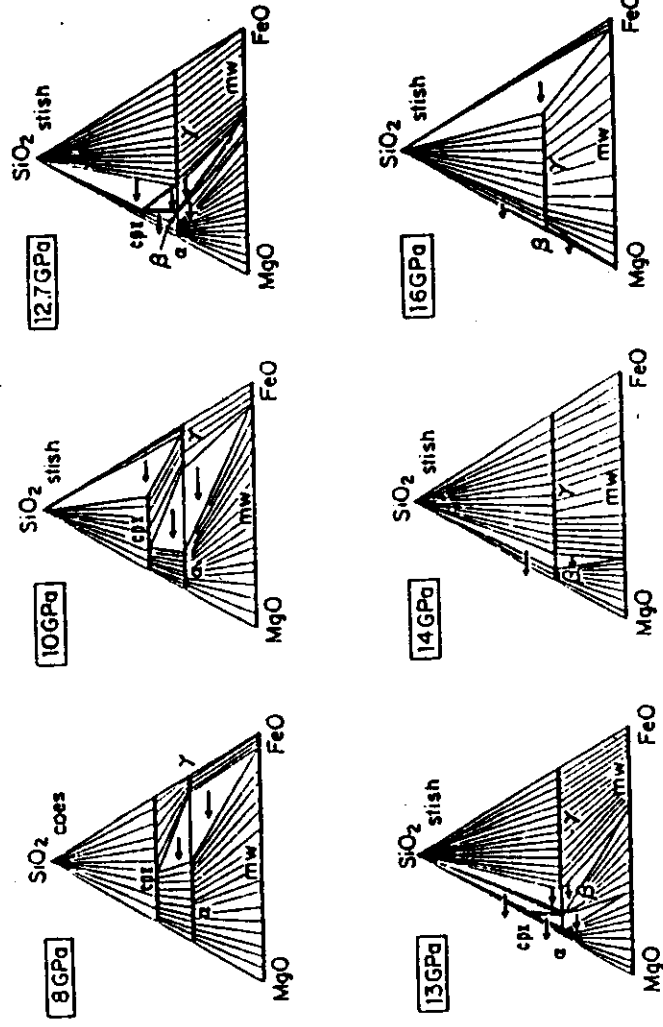 8GPa
SiO₂
coes
cpx
γ
α
mw
MgO
FeO
10GPa
SiO₂
stish
cpx
γ
α
mw
MgO
FeO
12.7GPa
SiO₂
stish
cpx
β
α
γ
mw
MgO
FeO
13GPa
SiO₂
stish
cpx
α
γ
β
mw
MgO
FeO
14GPa
SiO₂
stish
β
γ
mw
MgO
FeO
16GPa
SiO₂
stish
β
γ
mw
MgO
FeO